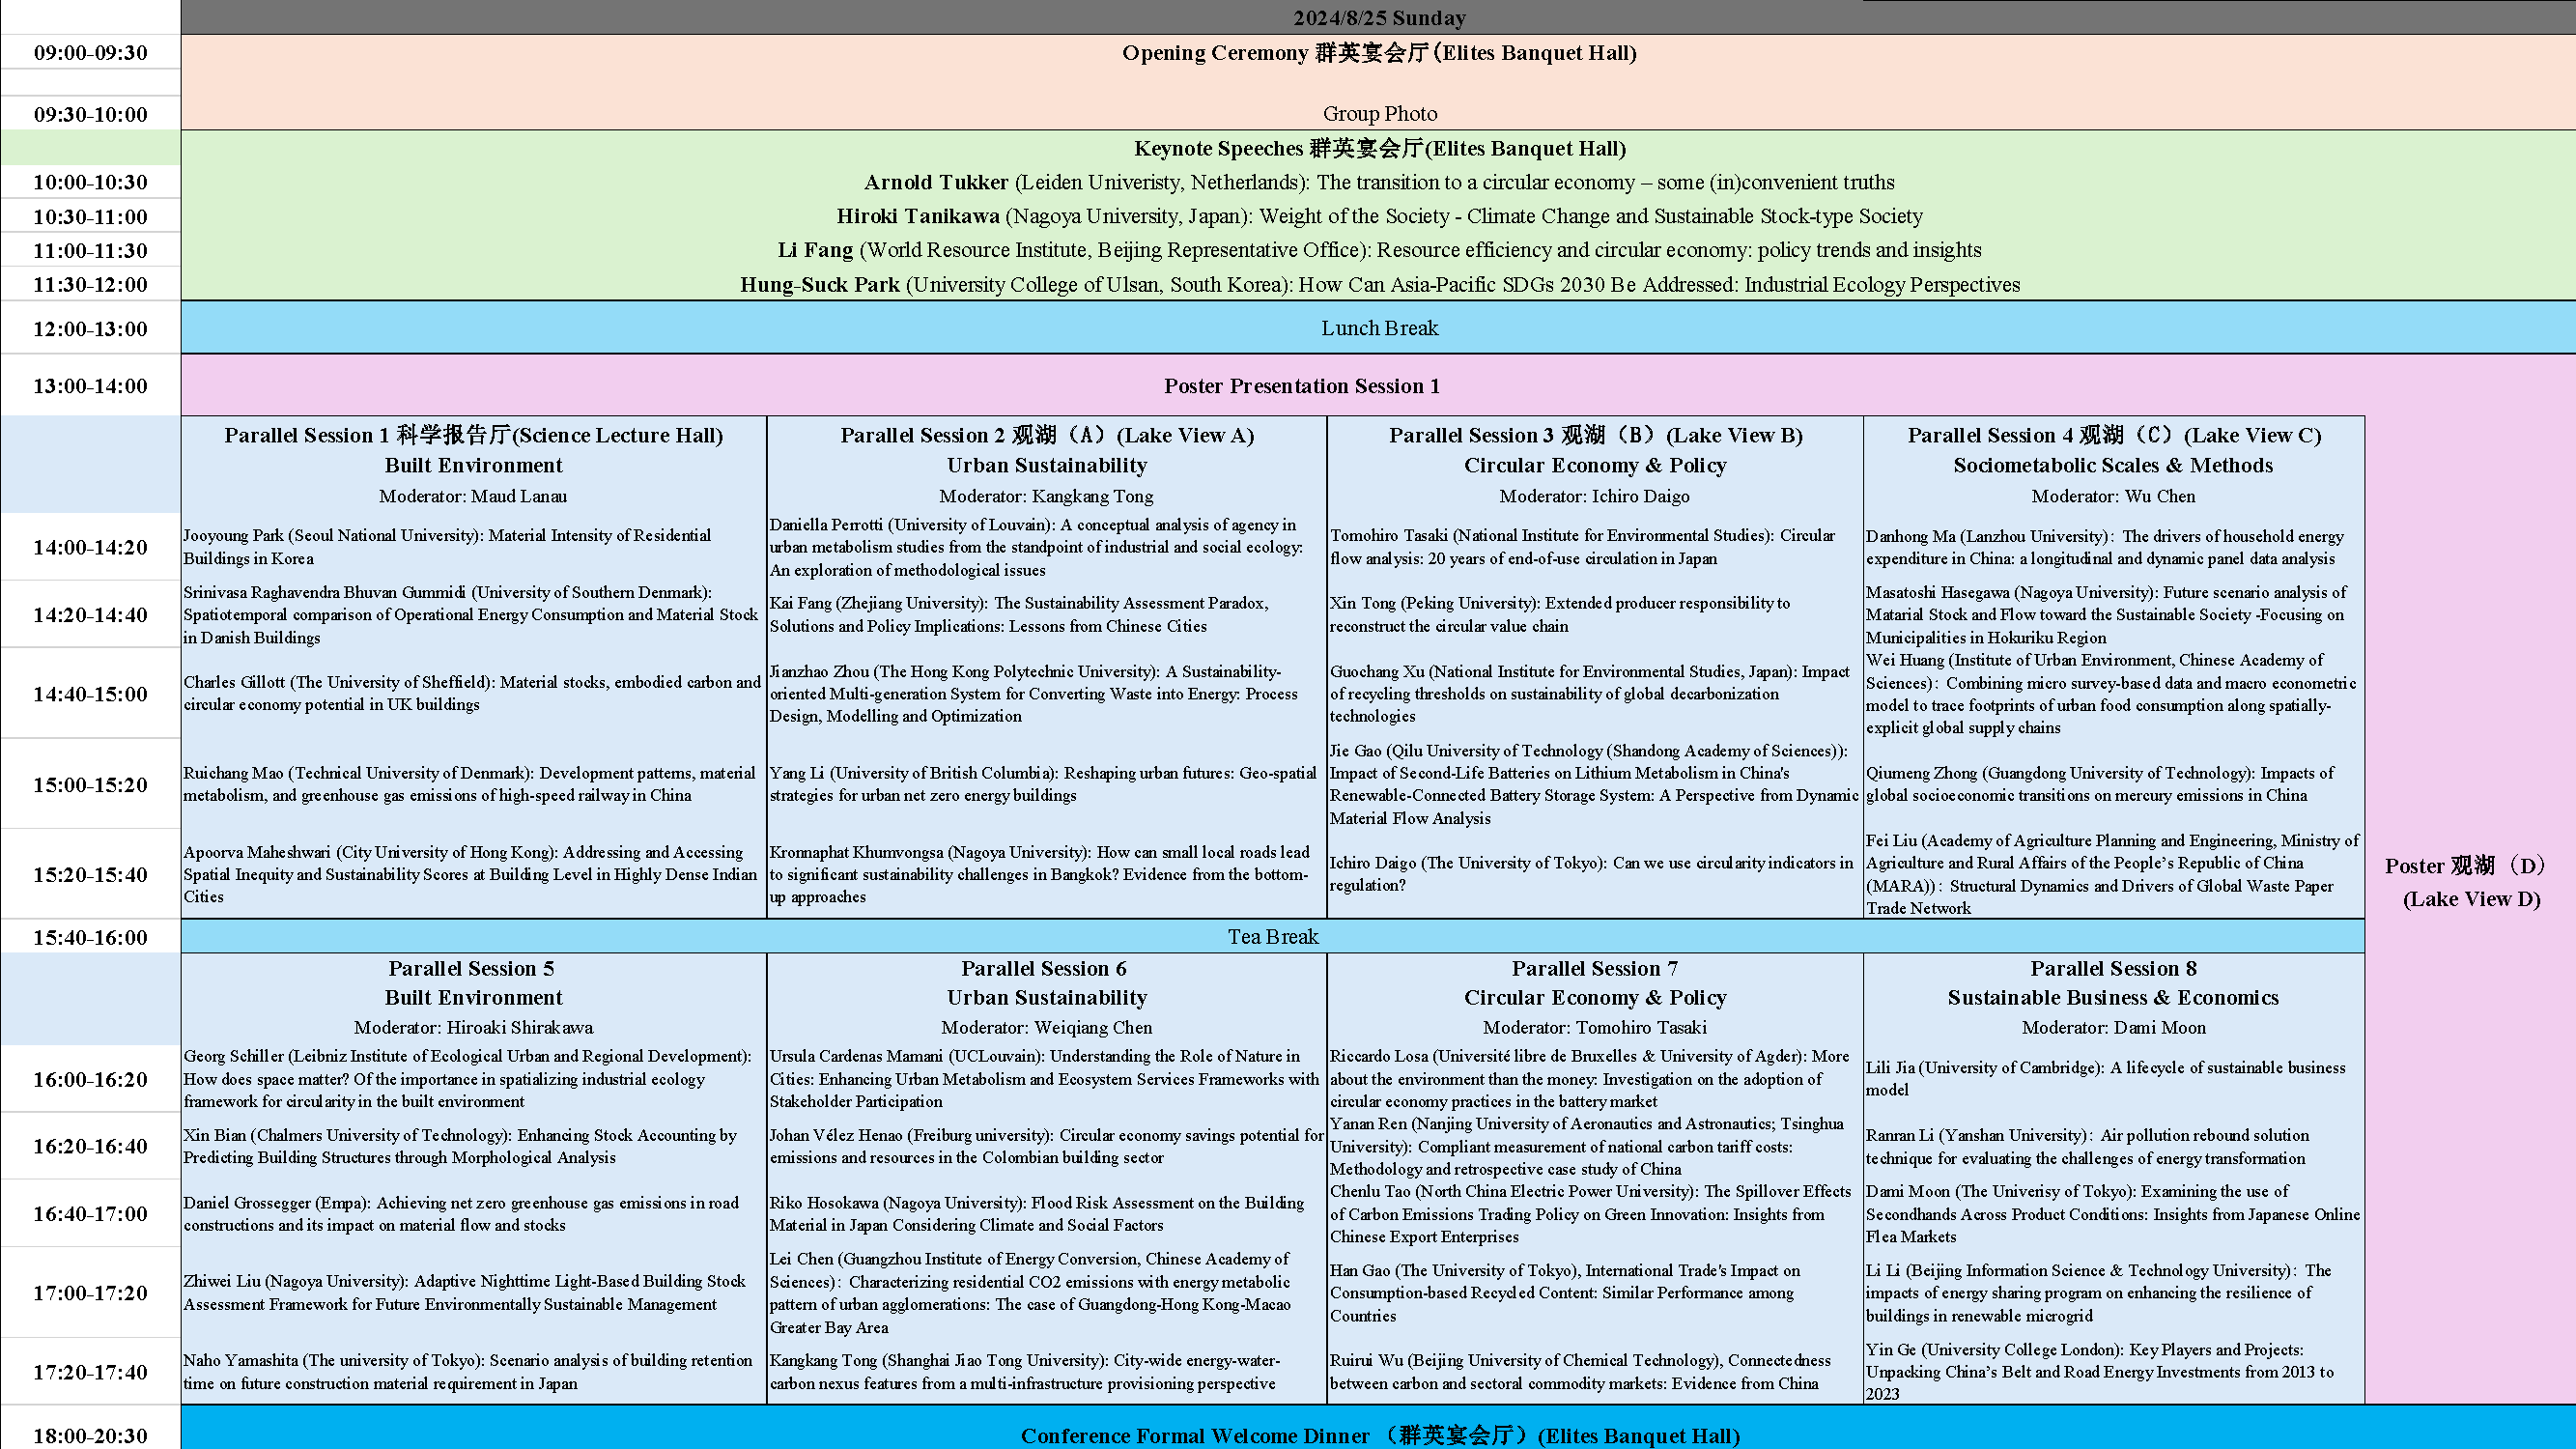 2024/8/25 Sunday
09:00-09:30
Opening Ceremony 群英宴会厅(Elites Banquet Hall)
09:30-10:00
Group Photo
Keynote Speeches 群英宴会厅(Elites Banquet Hall)
10:00-10:30
Arnold Tukker (Leiden Univeristy, Netherlands): The transition to a circular economy – some (in)convenient truths
10:30-11:00
Hiroki Tanikawa (Nagoya University, Japan): Weight of the Society - Climate Change and Sustainable Stock-type Society
11:00-11:30
Li Fang (World Resource Institute, Beijing Representative Office): Resource efficiency and circular economy: policy trends and insights
11:30-12:00
Hung-Suck Park (University College of Ulsan, South Korea): How Can Asia-Pacific SDGs 2030 Be Addressed: Industrial Ecology Perspectives
12:00-13:00
Lunch Break
13:00-14:00
Poster Presentation Session 1
Parallel Session 1 科学报告厅(Science Lecture Hall)
Built Environment
Moderator: Maud Lanau
Parallel Session 2 观湖（A）(Lake View A)
Urban Sustainability
Moderator: Kangkang Tong
Parallel Session 3 观湖（B）(Lake View B)
Circular Economy & Policy
Moderator: Ichiro Daigo
Parallel Session 4 观湖（C）(Lake View C)
Sociometabolic Scales & Methods
Moderator: Wu Chen
14:00-14:20
Jooyoung Park (Seoul National University): Material Intensity of Residential
Buildings in Korea
Daniella Perrotti (University of Louvain): A conceptual analysis of agency in
urban metabolism studies from the standpoint of industrial and social ecology:
An exploration of methodological issues
Tomohiro Tasaki (National Institute for Environmental Studies): Circular
flow analysis: 20 years of end-of-use circulation in Japan
Danhong Ma (Lanzhou University)：The drivers of household energy
expenditure in China: a longitudinal and dynamic panel data analysis
14:20-14:40
Srinivasa Raghavendra Bhuvan Gummidi (University of Southern Denmark):
Spatiotemporal comparison of Operational Energy Consumption and Material Stock
in Danish Buildings
Kai Fang (Zhejiang University): The Sustainability Assessment Paradox,
Solutions and Policy Implications: Lessons from Chinese Cities
Xin Tong (Peking University): Extended producer responsibility to
reconstruct the circular value chain
Masatoshi Hasegawa (Nagoya University): Future scenario analysis of
Matarial Stock and Flow toward the Sustainable Society -Focusing on
Municipalities in Hokuriku Region
14:40-15:00
Charles Gillott (The University of Sheffield): Material stocks, embodied carbon and
circular economy potential in UK buildings
Jianzhao Zhou (The Hong Kong Polytechnic University): A Sustainability-
oriented Multi-generation System for Converting Waste into Energy: Process
Design, Modelling and Optimization
Guochang Xu (National Institute for Environmental Studies, Japan): Impact
of recycling thresholds on sustainability of global decarbonization
technologies
Wei Huang (Institute of Urban Environment, Chinese Academy of
Sciences)：Combining micro survey-based data and macro econometric
model to trace footprints of urban food consumption along spatially-
explicit global supply chains
15:00-15:20
Ruichang Mao (Technical University of Denmark): Development patterns, material
metabolism, and greenhouse gas emissions of high-speed railway in China
Yang Li (University of British Columbia): Reshaping urban futures: Geo-spatial
strategies for urban net zero energy buildings
Jie Gao (Qilu University of Technology (Shandong Academy of Sciences)):
Impact of Second-Life Batteries on Lithium Metabolism in China's
Renewable-Connected Battery Storage System: A Perspective from Dynamic
Material Flow Analysis
Qiumeng Zhong (Guangdong University of Technology): Impacts of
global socioeconomic transitions on mercury emissions in China
15:20-15:40
Apoorva Maheshwari (City University of Hong Kong): Addressing and Accessing
Spatial Inequity and Sustainability Scores at Building Level in Highly Dense Indian
Cities
Kronnaphat Khumvongsa (Nagoya University): How can small local roads lead
to significant sustainability challenges in Bangkok? Evidence from the bottom-
up approaches
Ichiro Daigo (The University of Tokyo): Can we use circularity indicators in
regulation?
Fei Liu (Academy of Agriculture Planning and Engineering, Ministry of
Agriculture and Rural Affairs of the People’s Republic of China
(MARA))：Structural Dynamics and Drivers of Global Waste Paper
Trade Network
Poster 观湖（D）
(Lake View D)
15:40-16:00
Tea Break
Parallel Session 5
Built Environment
Moderator: Hiroaki Shirakawa
Parallel Session 6
Urban Sustainability
Moderator: Weiqiang Chen
Parallel Session 7
Circular Economy & Policy
Moderator: Tomohiro Tasaki
Parallel Session 8
Sustainable Business & Economics
Moderator: Dami Moon
16:00-16:20
Georg Schiller (Leibniz Institute of Ecological Urban and Regional Development):
How does space matter? Of the importance in spatializing industrial ecology
framework for circularity in the built environment
Ursula Cardenas Mamani (UCLouvain): Understanding the Role of Nature in
Cities: Enhancing Urban Metabolism and Ecosystem Services Frameworks with
Stakeholder Participation
Riccardo Losa (Université libre de Bruxelles & University of Agder): More
about the environment than the money: Investigation on the adoption of
circular economy practices in the battery market
Lili Jia (University of Cambridge): A lifecycle of sustainable business
model
16:20-16:40
Xin Bian (Chalmers University of Technology): Enhancing Stock Accounting by
Predicting Building Structures through Morphological Analysis
Johan Vélez Henao (Freiburg university): Circular economy savings potential for
emissions and resources in the Colombian building sector
Yanan Ren (Nanjing University of Aeronautics and Astronautics; Tsinghua
University): Compliant measurement of national carbon tariff costs:
Methodology and retrospective case study of China
Ranran Li (Yanshan University)：Air pollution rebound solution
technique for evaluating the challenges of energy transformation
16:40-17:00
Daniel Grossegger (Empa): Achieving net zero greenhouse gas emissions in road
constructions and its impact on material flow and stocks
Riko Hosokawa (Nagoya University): Flood Risk Assessment on the Building
Material in Japan Considering Climate and Social Factors
Chenlu Tao (North China Electric Power University): The Spillover Effects
of Carbon Emissions Trading Policy on Green Innovation: Insights from
Chinese Export Enterprises
Dami Moon (The Univerisy of Tokyo): Examining the use of
Secondhands Across Product Conditions: Insights from Japanese Online
Flea Markets
17:00-17:20
Zhiwei Liu (Nagoya University): Adaptive Nighttime Light-Based Building Stock
Assessment Framework for Future Environmentally Sustainable Management
Lei Chen (Guangzhou Institute of Energy Conversion, Chinese Academy of
Sciences)：Characterizing residential CO2 emissions with energy metabolic
pattern of urban agglomerations: The case of Guangdong-Hong Kong-Macao
Greater Bay Area
Han Gao (The University of Tokyo), International Trade's Impact on
Consumption-based Recycled Content: Similar Performance among
Countries
Li Li (Beijing Information Science & Technology University)：The
impacts of energy sharing program on enhancing the resilience of
buildings in renewable microgrid
17:20-17:40
Naho Yamashita (The university of Tokyo): Scenario analysis of building retention
time on future construction material requirement in Japan
Kangkang Tong (Shanghai Jiao Tong University): City-wide energy-water-
carbon nexus features from a multi-infrastructure provisioning perspective
Ruirui Wu (Beijing University of Chemical Technology), Connectedness
between carbon and sectoral commodity markets: Evidence from China
Yin Ge (University College London): Key Players and Projects:
Unpacking China’s Belt and Road Energy Investments from 2013 to
2023
18:00-20:30
Conference Formal Welcome Dinner （群英宴会厅）(Elites Banquet Hall)